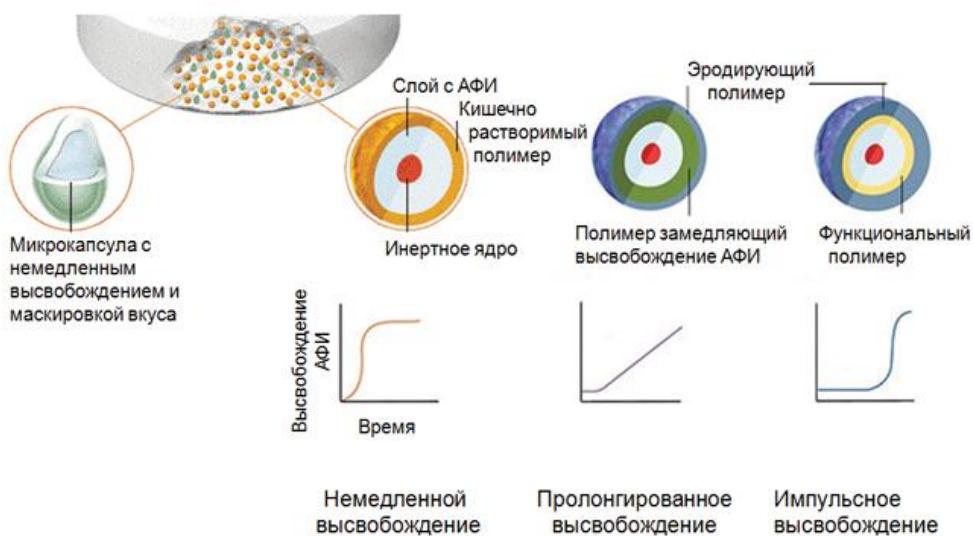 Слой с АФИ
Кишечно
растворимый
полимер
Эродирующий
полимер
Микрокапсула с
немедленным
высвобождением и
маскировкой вкуса
Инертное ядро
Полимер замедляющий
высвобождение АФИ
Функциональный
полимер
Высвобождение
АФИ
Время
Немедленной
высвобождение
Пролонгированное
высвобождение
Импульсное
высвобождение